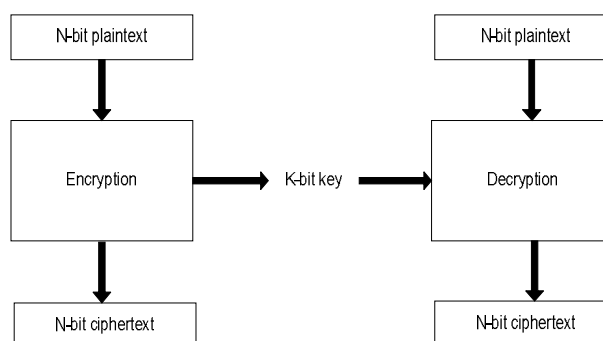 N-bit plaintext
N-bit plaintext
Encryption
K-bit key
Decryption
N-bit ciphertext
N-bit ciphertext